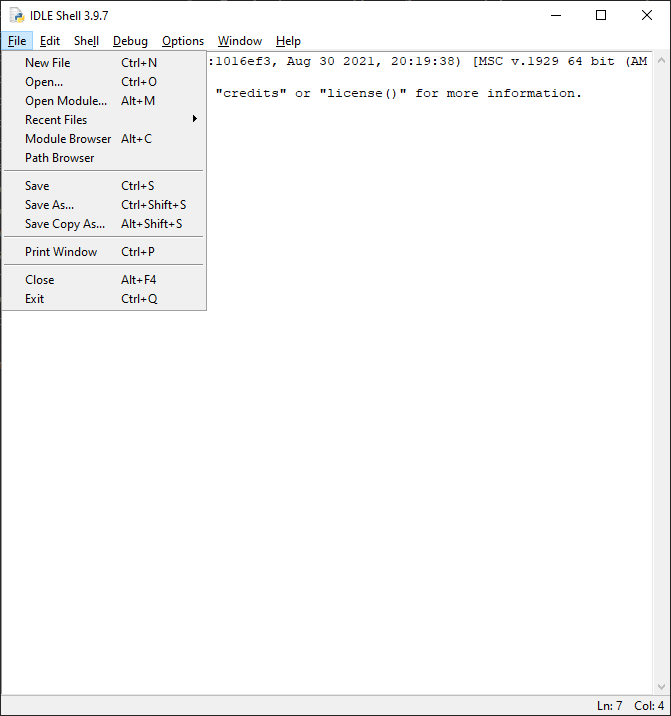 IDLE Shell 3.9.7
File Edit Shell Debug Options Window Help
:1016ef3, Aug 30 2021, 20:19:38) [MSC v.1929 64 bit (AM
"credits" or "license()" for more information.
New File Ctrl+N
Open... Ctrl+O
Open Module... Alt+M
Recent Files
Module Browser Alt+C
Path Browser
Save Ctrl+S
Save As... Ctrl+Shift+S
Save Copy As... Alt+Shift+S
Print Window Ctrl+P
Close Alt+F4
Exit Ctrl+Q
Ln: 7 Col: 4